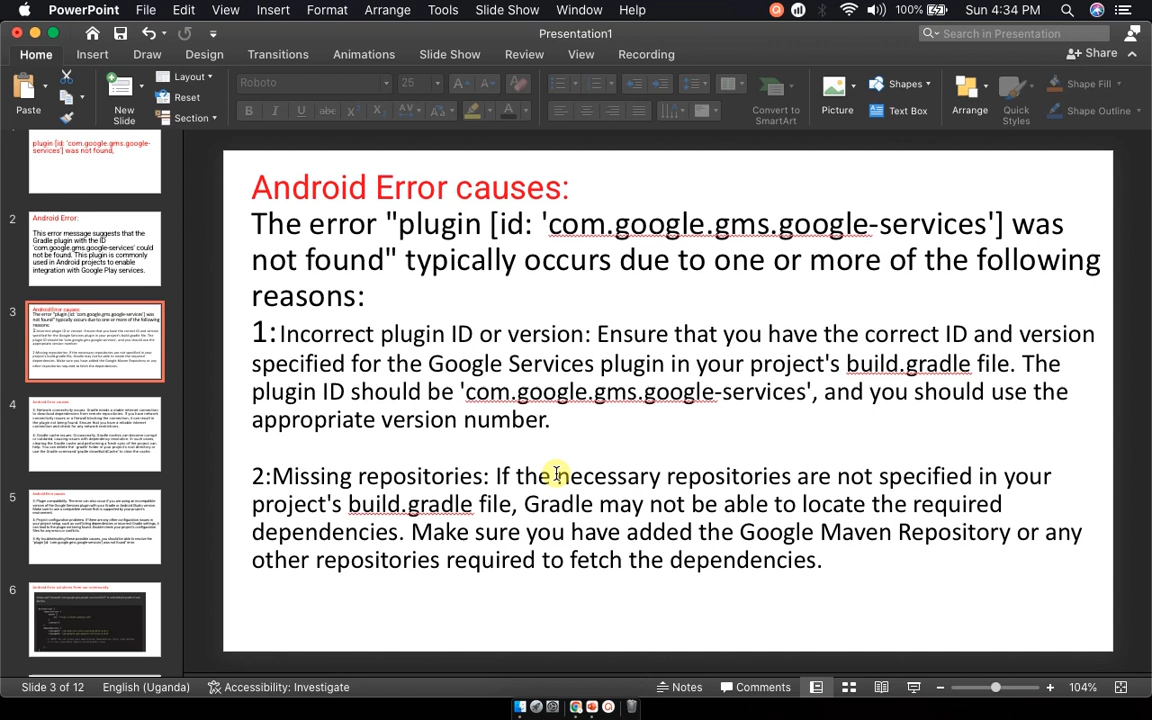 PowerPoint File Edit View Insert Format Arrange Tools Slide Show Window Help 100% Sun 4:34 PM
Presentation1
Search in Presentation
Home Insert Draw Design Transitions Animations Slide Show Review View Recording Share
Paste New Slide Layout Reset Section Roboto 25 Convert to SmartArt Picture Shapes Text Box Arrange Quick Styles Shape Fill Shape Outline
plugin [id: 'com.google.gms.google-
services'] was not found,
2
Android Error:
This error message suggests that the
Gradle plugin with the ID
'com.google.gms.google-services' could
not be found. This plugin is commonly
used in Android projects to enable
integration with Google Play services.
3
4
5
6
Android Error causes:
The error "plugin [id: 'com.google.gms.google-services'] was
not found" typically occurs due to one or more of the following
reasons:
1:Incorrect plugin ID or version: Ensure that you have the correct ID and version
specified for the Google Services plugin in your project's build.gradle file. The
plugin ID should be 'com.google.gms.google-services', and you should use the
appropriate version number.
2:Missing repositories: If the necessary repositories are not specified in your
project's build.gradle file, Gradle may not be able to locate the required
dependencies. Make sure you have added the Google Maven Repository or any
other repositories required to fetch the dependencies.
Slide 3 of 12 English (Uganda) Accessibility: Investigate Notes Comments 104%